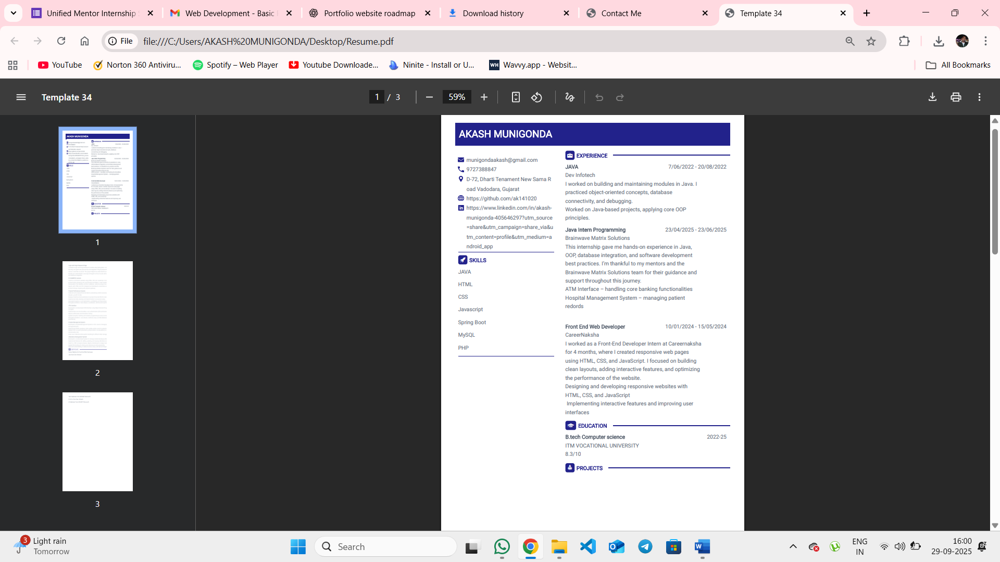 Unified Mentor Internship
Web Development - Basic
Portfolio website roadmap
Download history
Contact Me
Template 34
File
file:///C:/Users/AKASH%20MUNIGONDA/Desktop/Resume.pdf
YouTube
Norton 360 Antiviru...
Spotify – Web Player
Youtube Downloade...
Ninite - Install or U...
WH
Wavvy.app - Websit...
All Bookmarks
Template 34
1 / 3
59%
1
2
3
AKASH MUNIGONDA
munigondaakash@gmail.com
9727388847
D-72, Dharti Tenament New Sama R
oad Vadodara, Gujarat
https://github.com/ak141020
https://www.linkedin.com/in/akash-
munigonda-405646297?utm_source
=share&utm_campaign=share_via&u
tm_content=profile&utm_medium=a
ndroid_app
SKILLS
JAVA
HTML
CSS
Javascript
Spring Boot
MySQL
PHP
EXPERIENCE
JAVA 7/06/2022 - 20/08/2022
Dev Infotech
I worked on building and maintaining modules in Java. I
practiced object-oriented concepts, database
connectivity, and debugging.
Worked on Java-based projects, applying core OOP
principles.
Java Intern Programming 23/04/2025 - 23/06/2025
Brainwave Matrix Solutions
This internship gave me hands-on experience in Java,
OOP, database integration, and software development
best practices. I'm thankful to my mentors and the
Brainwave Matrix Solutions team for their guidance and
support throughout this journey.
ATM Interface – handling core banking functionalities
Hospital Management System – managing patient
redords
Front End Web Developer 10/01/2024 - 15/05/2024
CareerNaksha
I worked as a Front-End Developer Intern at Careernaksha
for 4 months, where I created responsive web pages
using HTML, CSS, and JavaScript. I focused on building
clean layouts, adding interactive features, and optimizing
the performance of the website.
Designing and developing responsive websites with
HTML, CSS, and JavaScript
Implementing interactive features and improving user
interfaces
EDUCATION
B.tech Computer science 2022-25
ITM VOCATIONAL UNIVERSITY
8.3/10
PROJECTS
3
Light rain
Tomorrow
Search
ENG
IN
16:00
29-09-2025